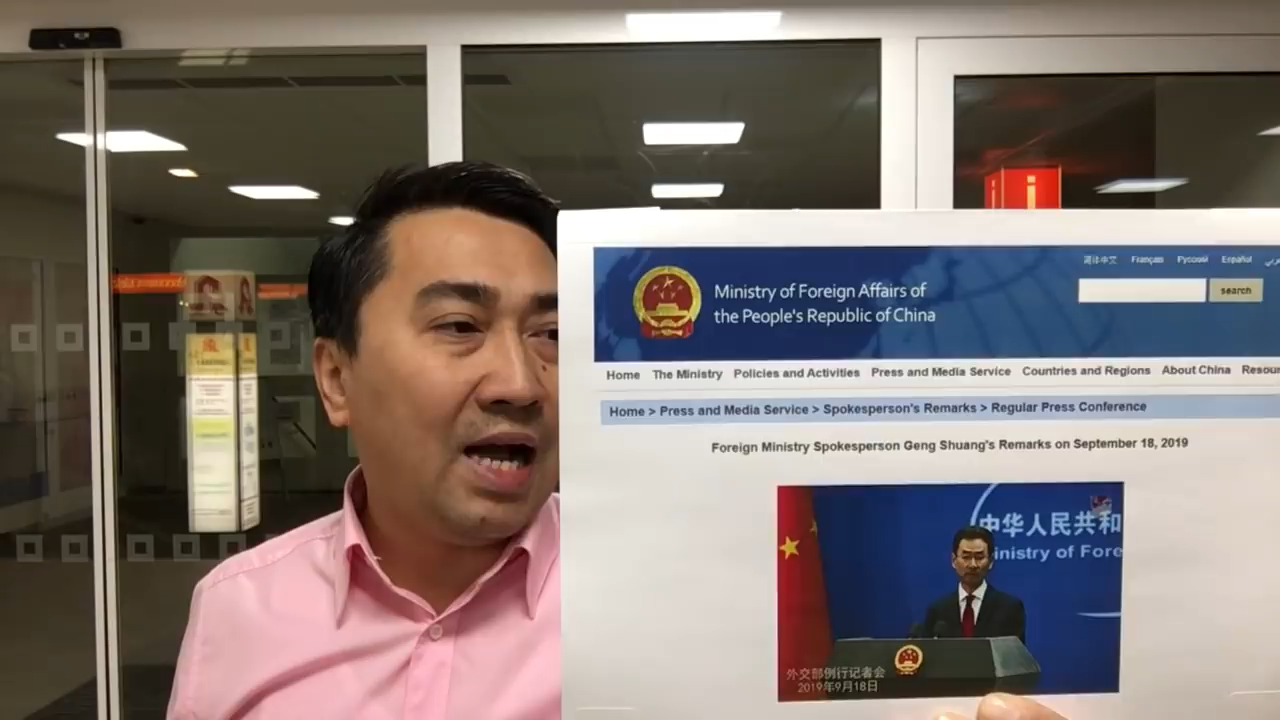 简体中文 Français Русский Español عربي
Ministry of Foreign Affairs of
the People's Republic of China
search
Home The Ministry Policies and Activities Press and Media Service Countries and Regions About China
Home > Press and Media Service > Spokesperson's Remarks > Regular Press Conference
Foreign Ministry Spokesperson Geng Shuang's Remarks on September 18, 2019
中华人民共和
inistry of Fore
外交部例行记者会
2019年9月18日
i